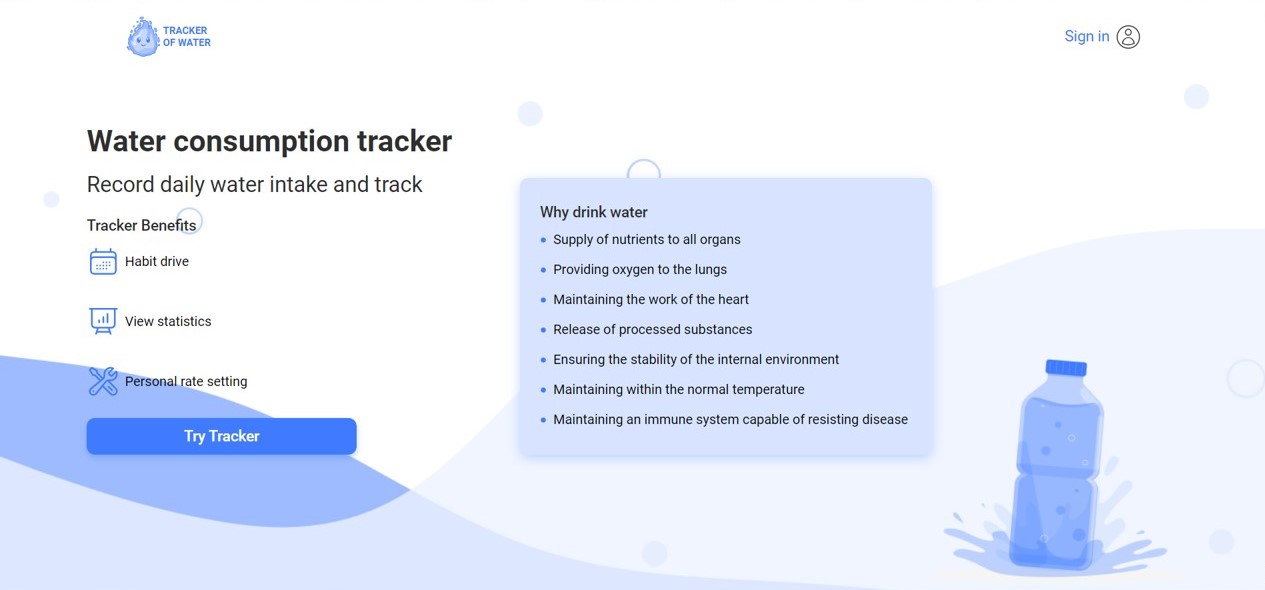 TRACKER
OF WATER
Sign in
Water consumption tracker
Record daily water intake and track
Tracker Benefits
Habit drive
View statistics
Personal rate setting
Try Tracker
Why drink water
Supply of nutrients to all organs
Providing oxygen to the lungs
Maintaining the work of the heart
Release of processed substances
Ensuring the stability of the internal environment
Maintaining within the normal temperature
Maintaining an immune system capable of resisting disease